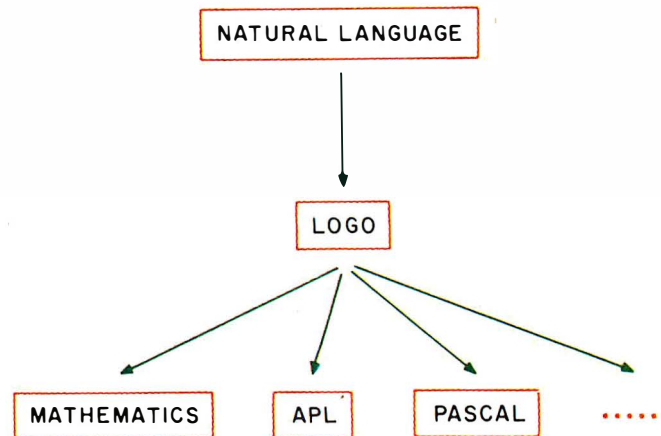 NATURAL LANGUAGE
LOGO
MATHEMATICS APL PASCAL ......